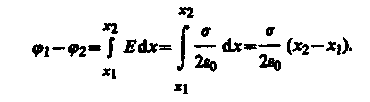 φ₁−φ₂= ∫_{x1}^{x2} E dx= ∫_{x1}^{x2} σ/2ε₀ dx= σ/2ε₀ (x₂−x₁).